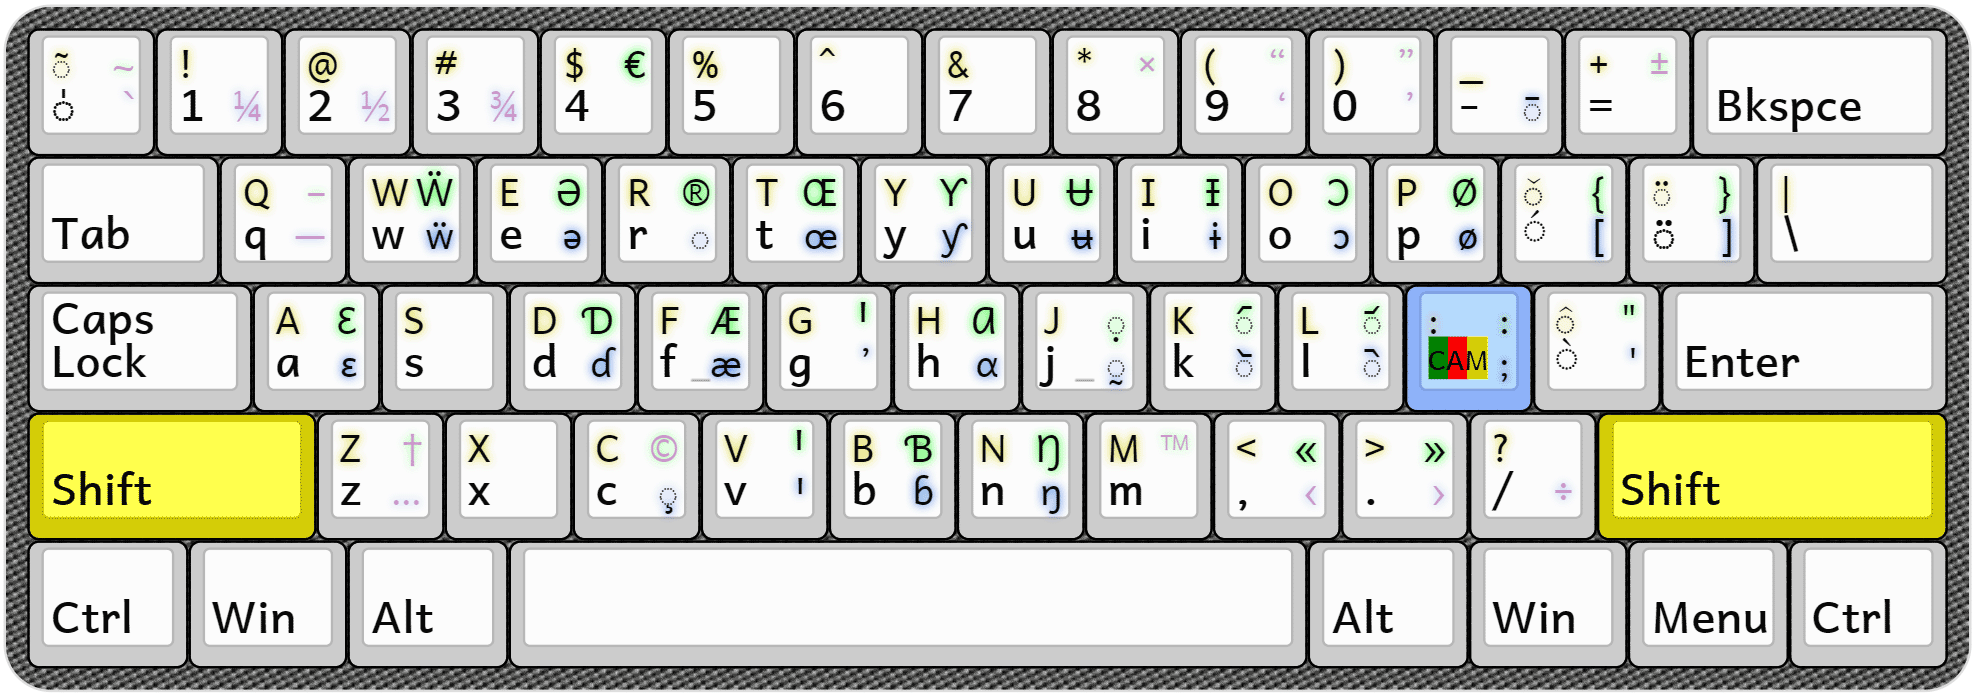 ◌̃ ~ ! @ # $ € % ^ & * × ( “ ) ” _ + ±
◌̍ ` 1 ¼ 2 ½ 3 ¾ 4 5 6 7 8 9 ‘ 0 ’ - ◌̄ = Bkspce
Q – W Ẅ E Ə R ® T Œ Y Ƴ U Ʉ I Ɨ O Ɔ P Ø ◌̌ { ◌̈ } |
Tab q — w ẅ e ə r ◌ t œ y ƴ u ʉ i ɨ o ɔ p ø ◌́ [ ◌̈ ] \
Caps A Ɛ S D Ɗ F Æ G ꞌ H Ɑ J ◌̣ K L : : ◌̂ "
Lock a ɛ s d ɗ f _ æ g ’ h ɑ j _ ◌̰ k l CAM ; ◌̀ ' Enter
Z † X C © V ꞌ B Ɓ N Ŋ M ™ < « > » ?
Shift z … x c ◌̧ v ꞌ b ɓ n ŋ m , ‹ . › / ÷ Shift
Ctrl Win Alt Alt Win Menu Ctrl